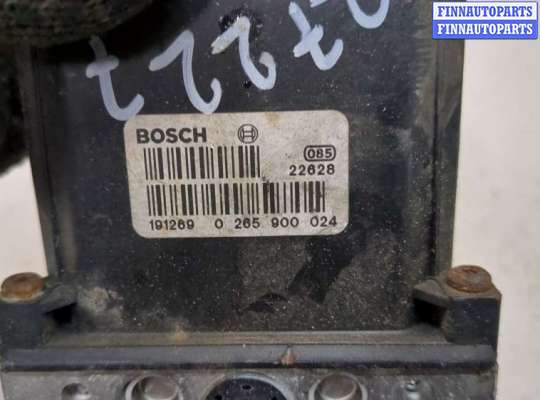 FINNAUTOPARTS
FINNAUTOPARTS
BOSCH
085
22628
191269 0 265 900 024